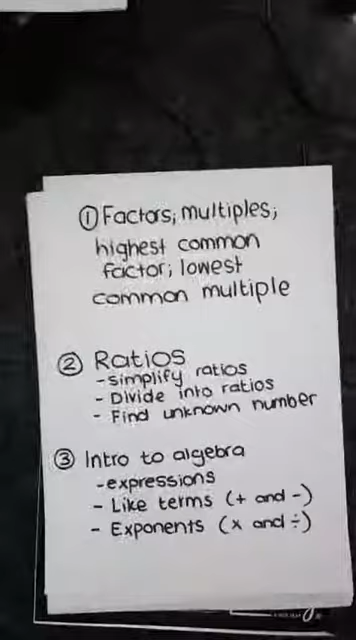 ① Factors; multiples;
highest common
factor; lowest
common multiple
② Ratios
- simplify ratios
- Divide into ratios
- Find unknown number
③ Intro to algebra
- expressions
- Like terms (+ and -)
- Exponents (x and ÷)